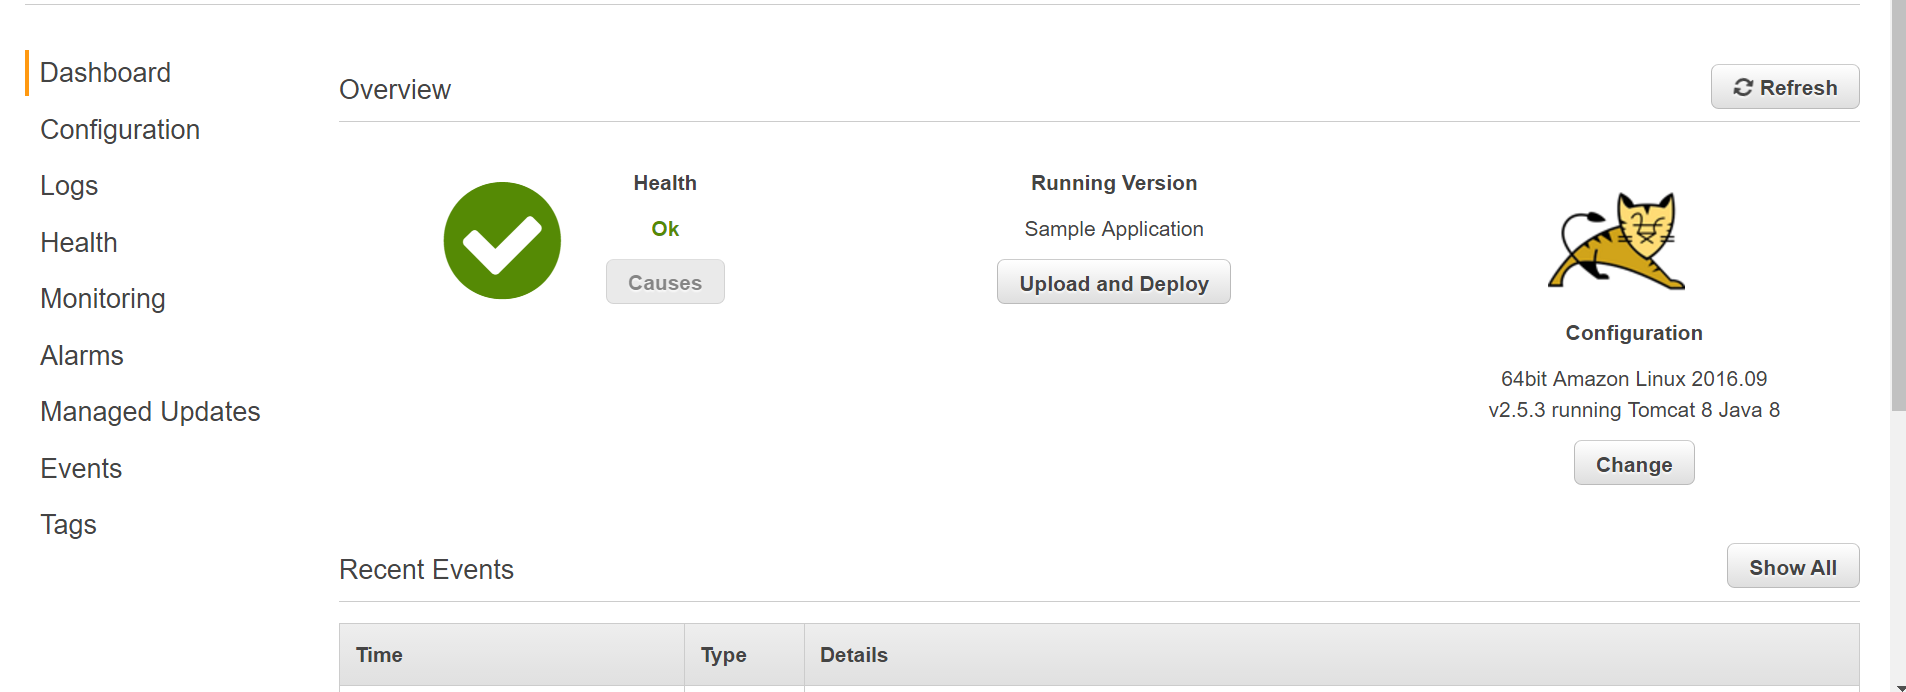 Dashboard
Configuration
Logs
Health
Monitoring
Alarms
Managed Updates
Events
Tags
Overview
Refresh
Health
Ok
Causes
Running Version
Sample Application
Upload and Deploy
Configuration
64bit Amazon Linux 2016.09
v2.5.3 running Tomcat 8 Java 8
Change
Recent Events
Show All
Time
Type
Details